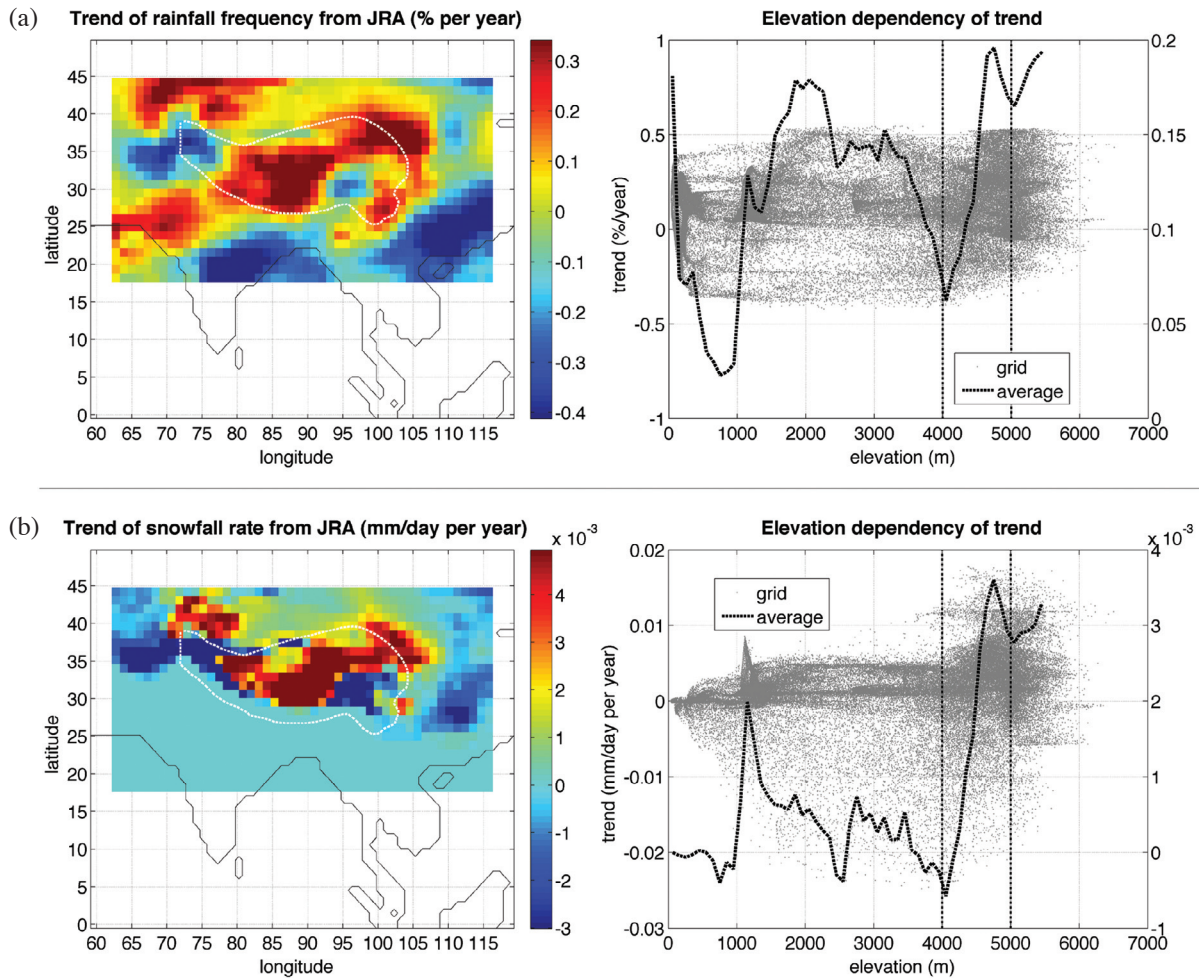 (a)
Trend of rainfall frequency from JRA (% per year)
45
40
35
30
25
20
15
10
5
0
latitude
60 65 70 75 80 85 90 95 100 105 110 115
longitude
0.3
0.2
0.1
0
-0.1
-0.2
-0.3
-0.4
Elevation dependency of trend
1
0.5
0
-0.5
-1
trend (%/year)
0.2
0.15
0.1
0.05
0
grid
average
0 1000 2000 3000 4000 5000 6000 7000
elevation (m)
(b)
Trend of snowfall rate from JRA (mm/day per year)
x 10-3
45
40
35
30
25
20
15
10
5
0
latitude
60 65 70 75 80 85 90 95 100 105 110 115
longitude
4
3
2
1
0
-1
-2
-3
Elevation dependency of trend
x 10-3
0.02
0.01
0
-0.01
-0.02
-0.03
trend (mm/day per year)
4
3
2
1
0
-1
grid
average
0 1000 2000 3000 4000 5000 6000 7000
elevation (m)